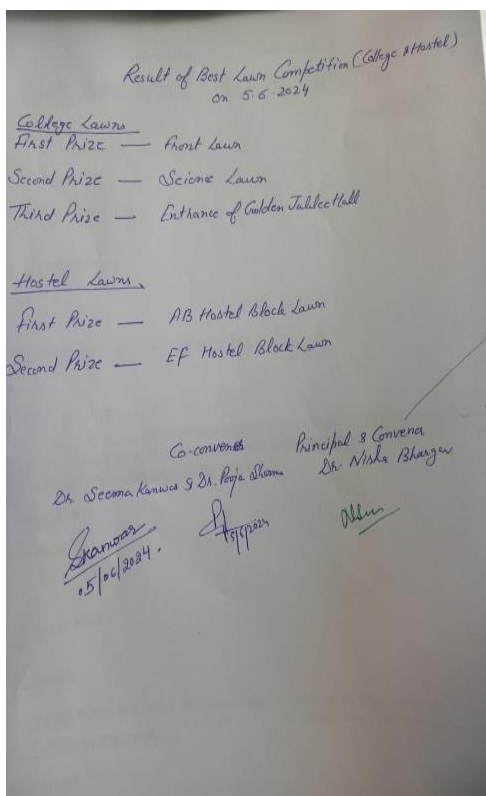 Result of Best Lawn Competition (College & Hostel)
on 5.6.2024
College Lawns
First Prize — Front Lawn
Second Prize — Science Lawn
Third Prize — Entrance of Golden Jubilee Hall
Hostel Lawns
First Prize — AB Hostel Block Lawn
Second Prize — EF Hostel Block Lawn
Co-conveners Principal & Convener
Dr. Seema Kanwar & Dr. Pooja Sharma Dr. Nisha Bhargav
Skanwar
05/06/2024. 5/6/2024